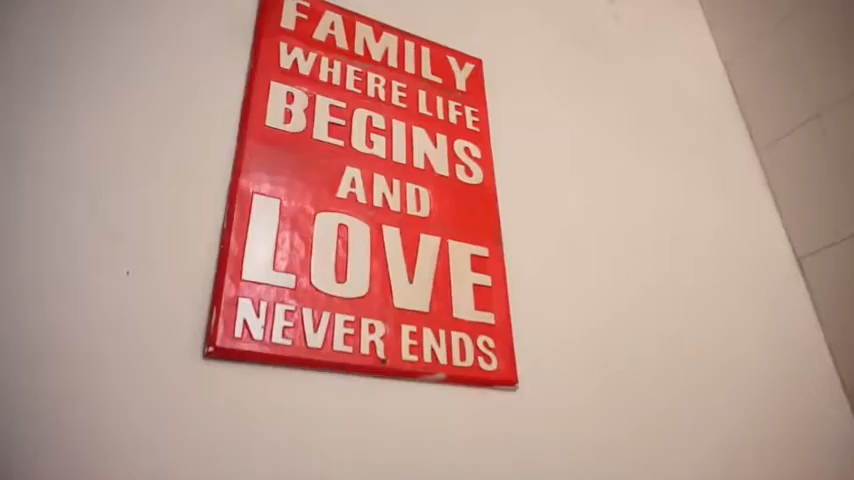 FAMILY
WHERE LIFE
BEGINS
AND
LOVE
NEVER ENDS